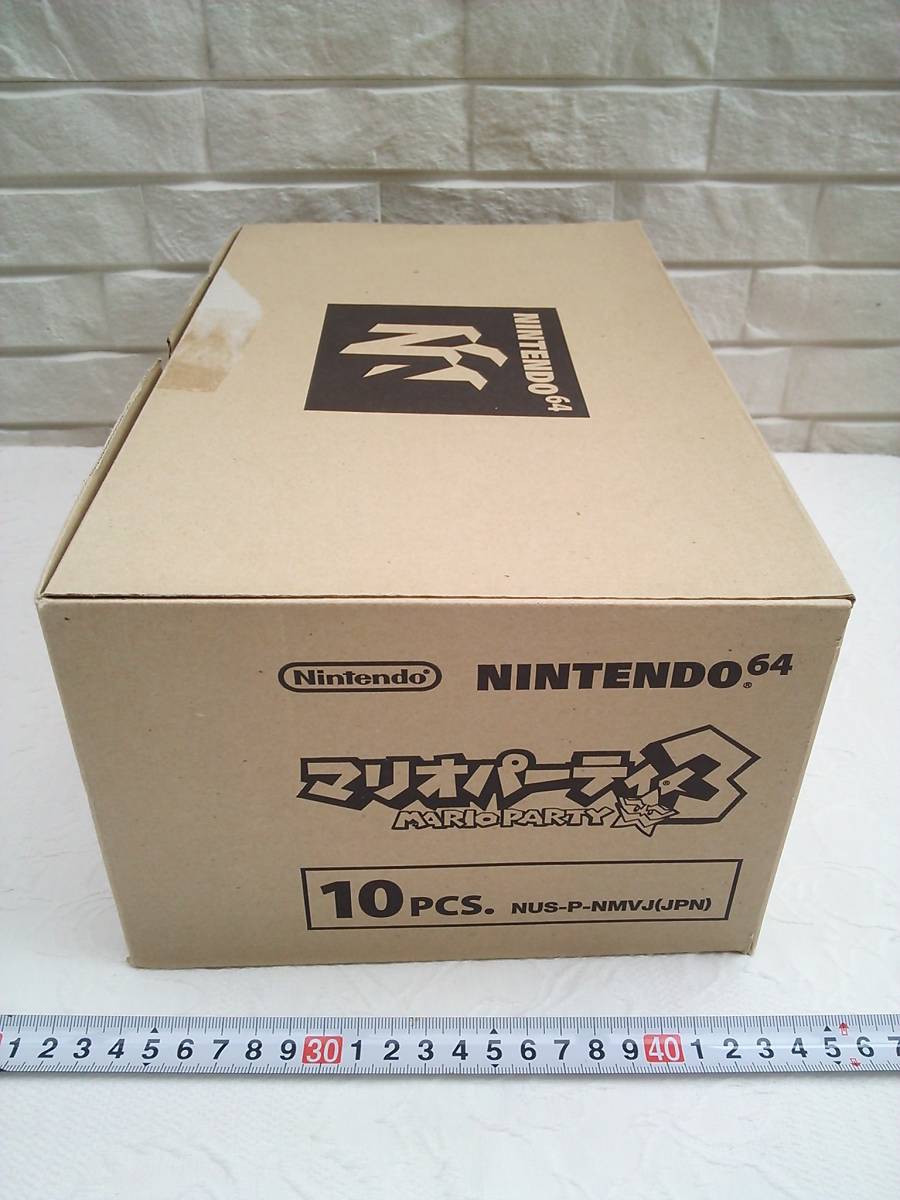 NINTENDO64
Nintendo®
NINTENDO®64
マリオパーティ3
MARIO PARTY
10 PCS. NUS-P-NMVJ(JPN)
1 2 3 4 5 6 7 8 9 30 1 2 3 4 5 6 7 8 9 40 1 2 3 4 5 6 7